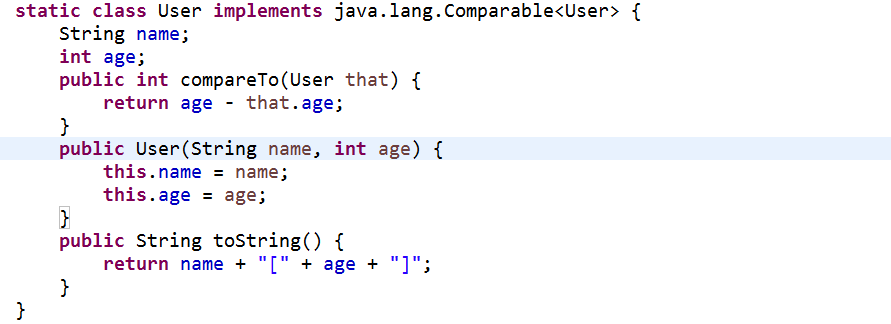 static class User implements java.lang.Comparable<User> {
    String name;
    int age;
    public int compareTo(User that) {
        return age - that.age;
    }
    public User(String name, int age) {
        this.name = name;
        this.age = age;
    }
    public String toString() {
        return name + "[" + age + "]";
    }
}